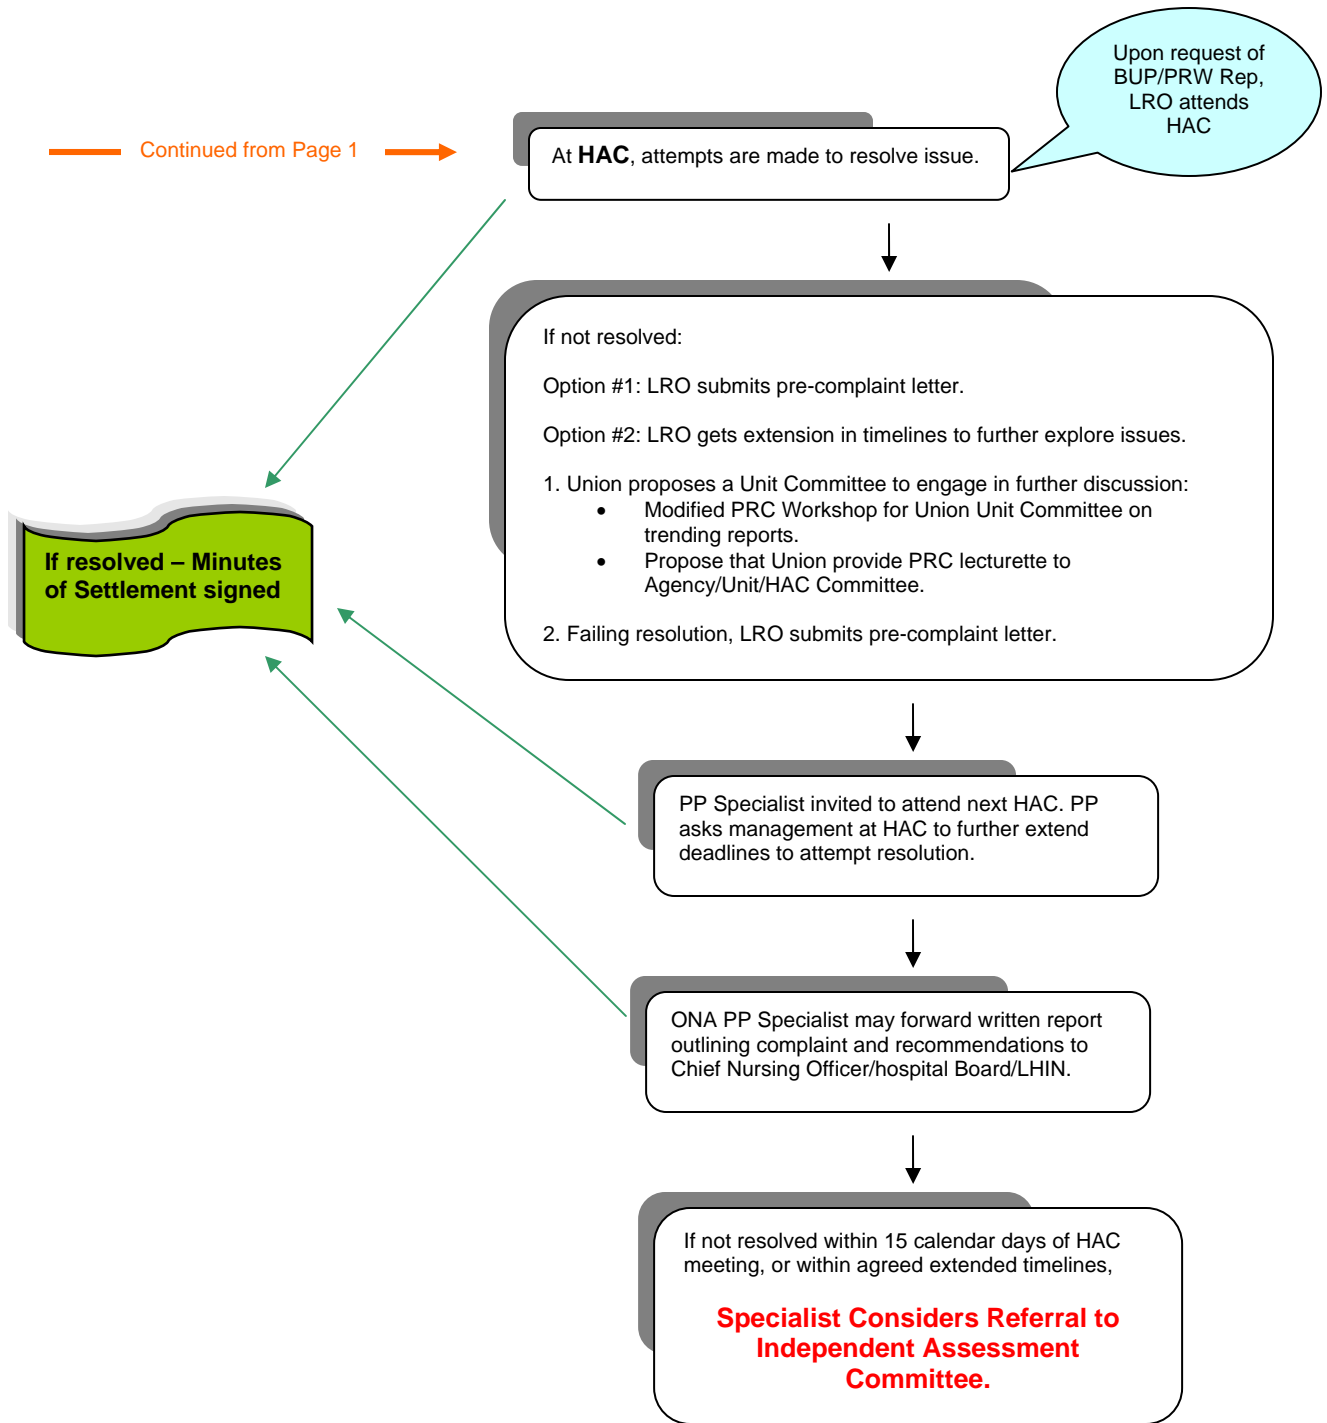 Upon request of
BUP/PRW Rep,
LRO attends
HAC
Continued from Page 1
At HAC, attempts are made to resolve issue.
If not resolved:
Option #1: LRO submits pre-complaint letter.
Option #2: LRO gets extension in timelines to further explore issues.
1. Union proposes a Unit Committee to engage in further discussion:
• Modified PRC Workshop for Union Unit Committee on
trending reports.
• Propose that Union provide PRC lecturette to
Agency/Unit/HAC Committee.
2. Failing resolution, LRO submits pre-complaint letter.
If resolved – Minutes
of Settlement signed
PP Specialist invited to attend next HAC. PP
asks management at HAC to further extend
deadlines to attempt resolution.
ONA PP Specialist may forward written report
outlining complaint and recommendations to
Chief Nursing Officer/hospital Board/LHIN.
If not resolved within 15 calendar days of HAC
meeting, or within agreed extended timelines,
Specialist Considers Referral to
Independent Assessment
Committee.